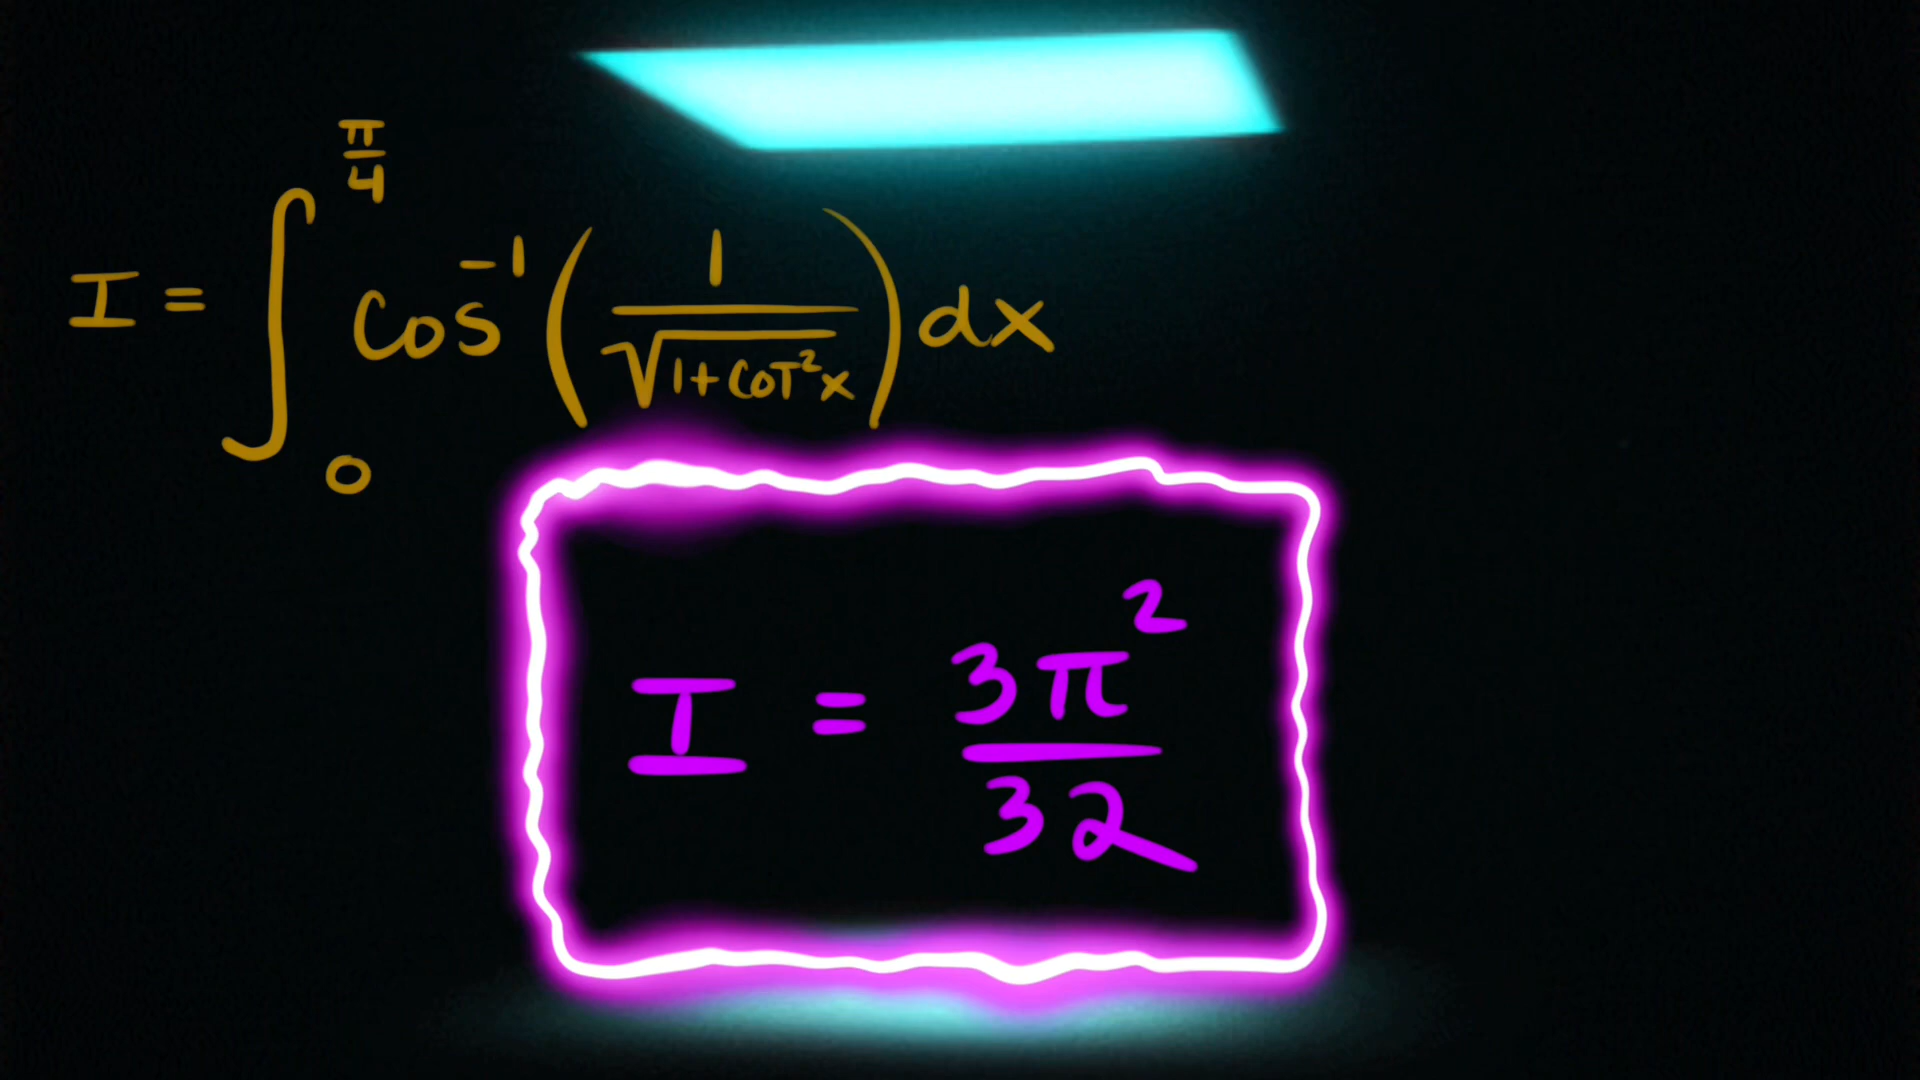 I = ∫₀^(π/4) Cos⁻¹(1/√(1+COT²x)) dx
I = 3π²/32